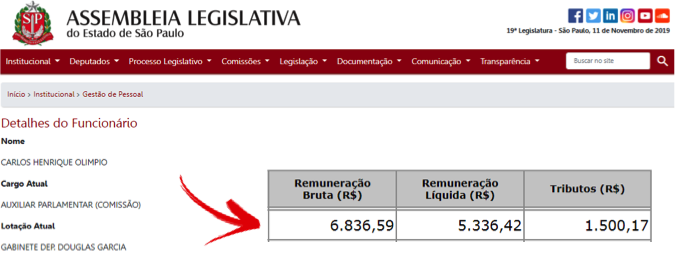 SP
ASSEMBLEIA LEGISLATIVA
do Estado de São Paulo
19ª Legislatura - São Paulo, 11 de Novembro de 2019
Institucional Deputados Processo Legislativo Comissões Legislação Documentação Comunicação Transparência Buscar no site
Início > Institucional > Gestão de Pessoal
Detalhes do Funcionário
Nome
CARLOS HENRIQUE OLIMPIO
Cargo Atual
AUXILIAR PARLAMENTAR (COMISSÃO)
Lotação Atual
GABINETE DEP. DOUGLAS GARCIA
Remuneração Bruta (R$) Remuneração Líquida (R$) Tributos (R$)
6.836,59 5.336,42 1.500,17